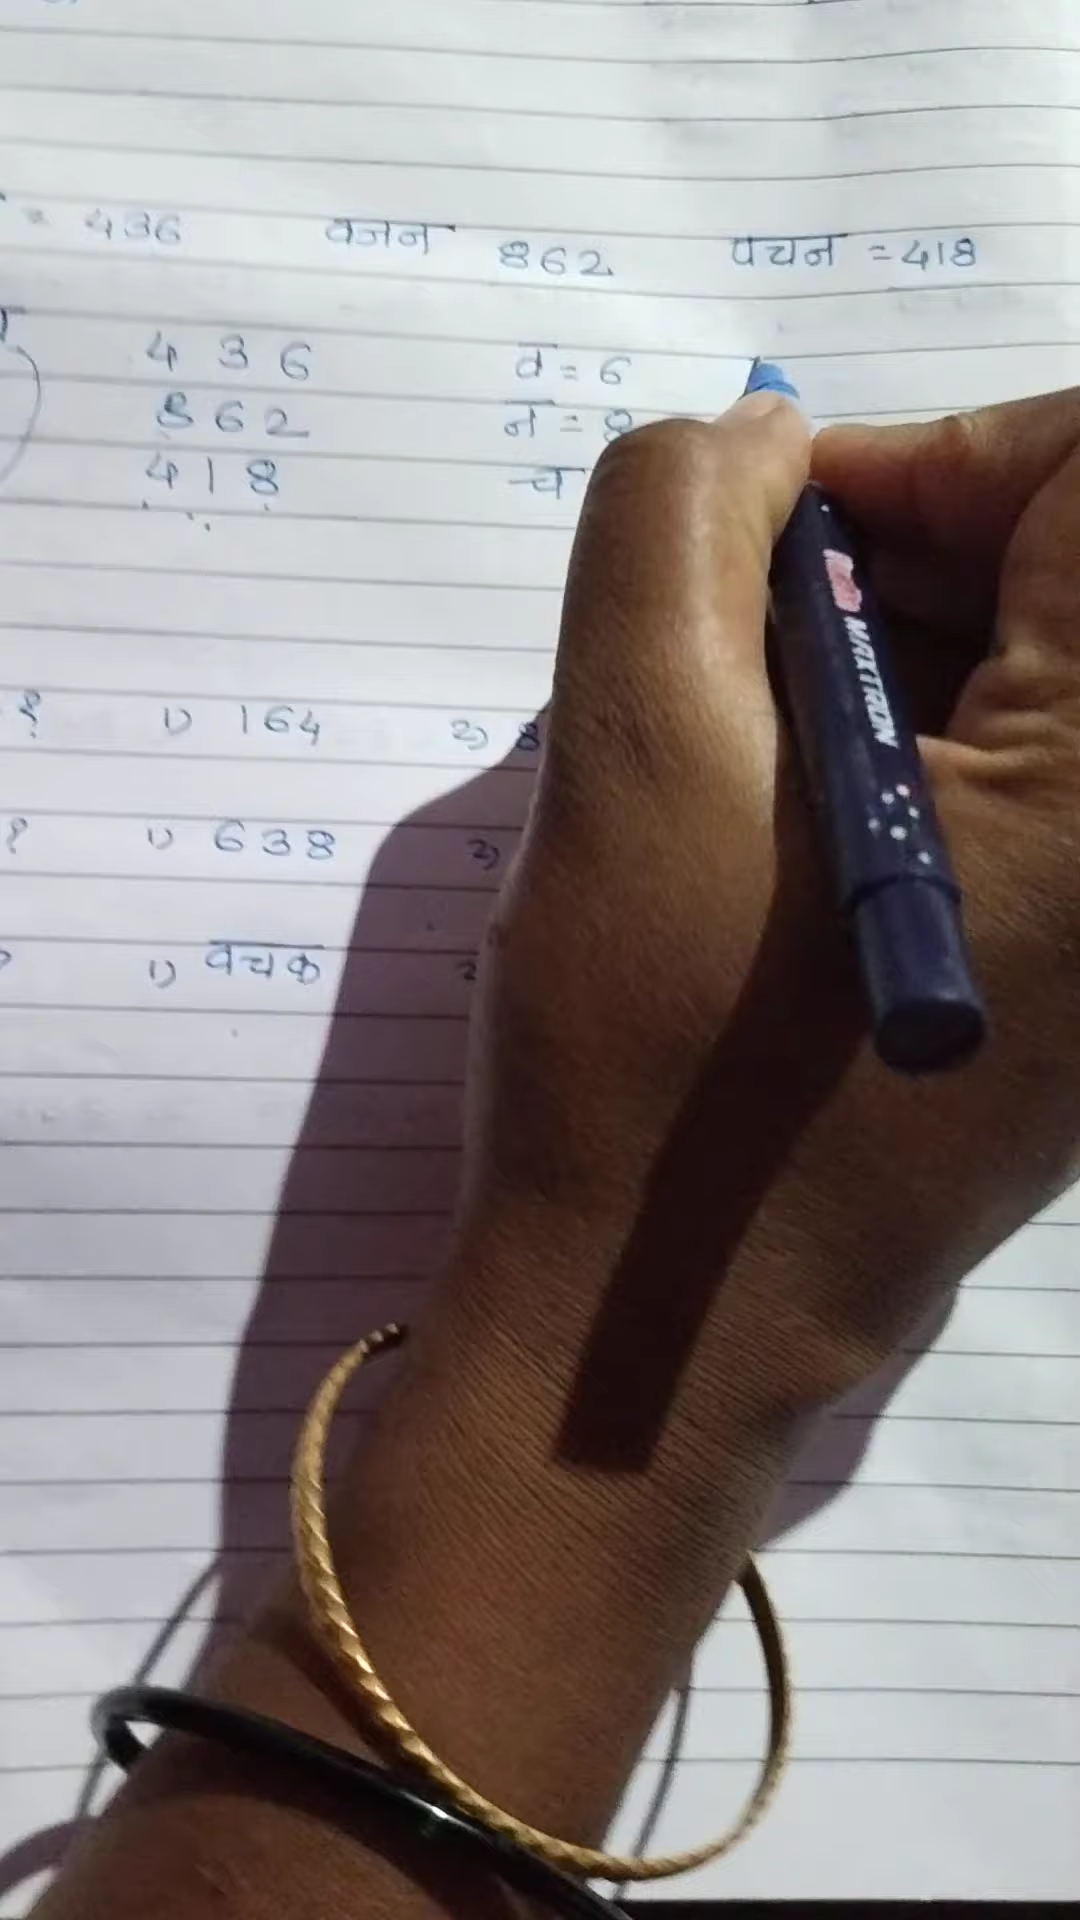 = 436 वजन 862 पचन = 418
4 3 6 व = 6
8 6 2 न = 8
4 1 8 च
? 1) 164 2) 8
? 1) 638 2)
1) वचक 2
MAXTRON